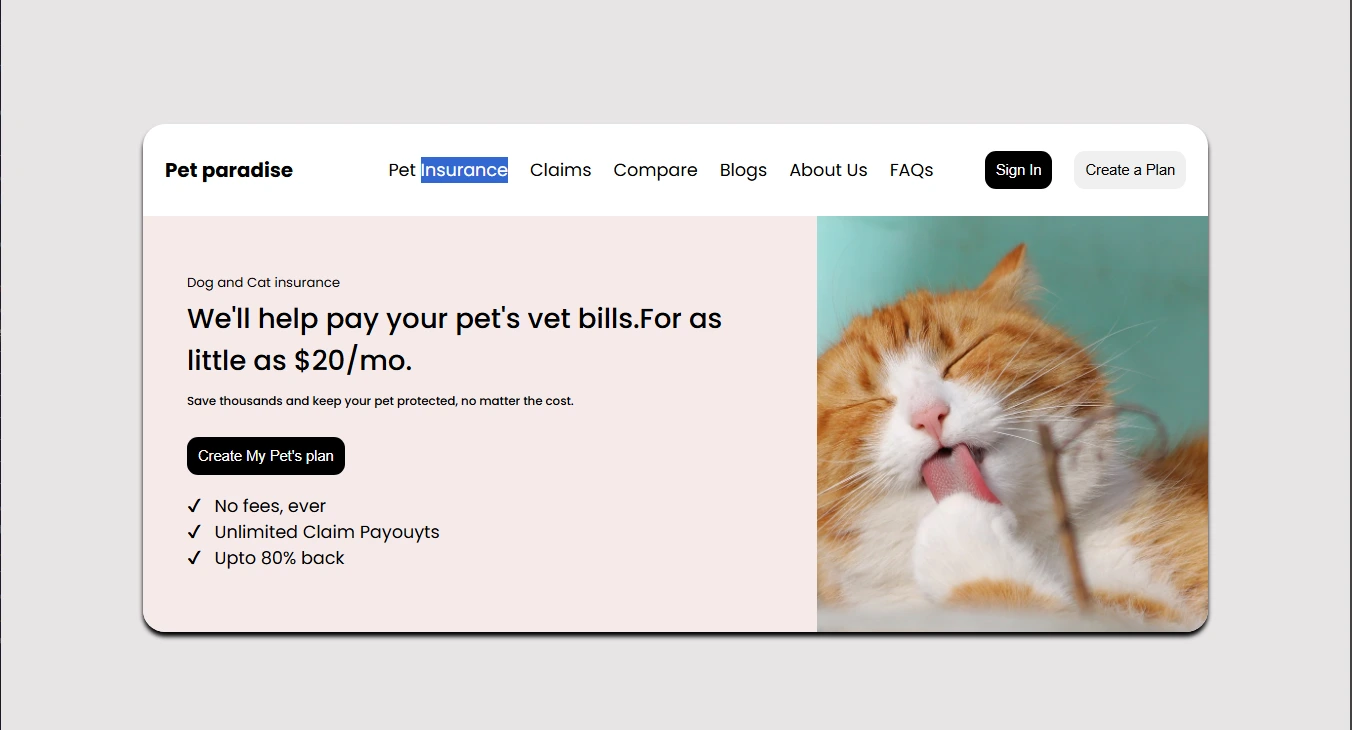 Pet paradise Pet Insurance Claims Compare Blogs About Us FAQs Sign In Create a Plan
Dog and Cat insurance
We'll help pay your pet's vet bills.For as
little as $20/mo.
Save thousands and keep your pet protected, no matter the cost.
Create My Pet's plan
✓ No fees, ever
✓ Unlimited Claim Payouyts
✓ Upto 80% back